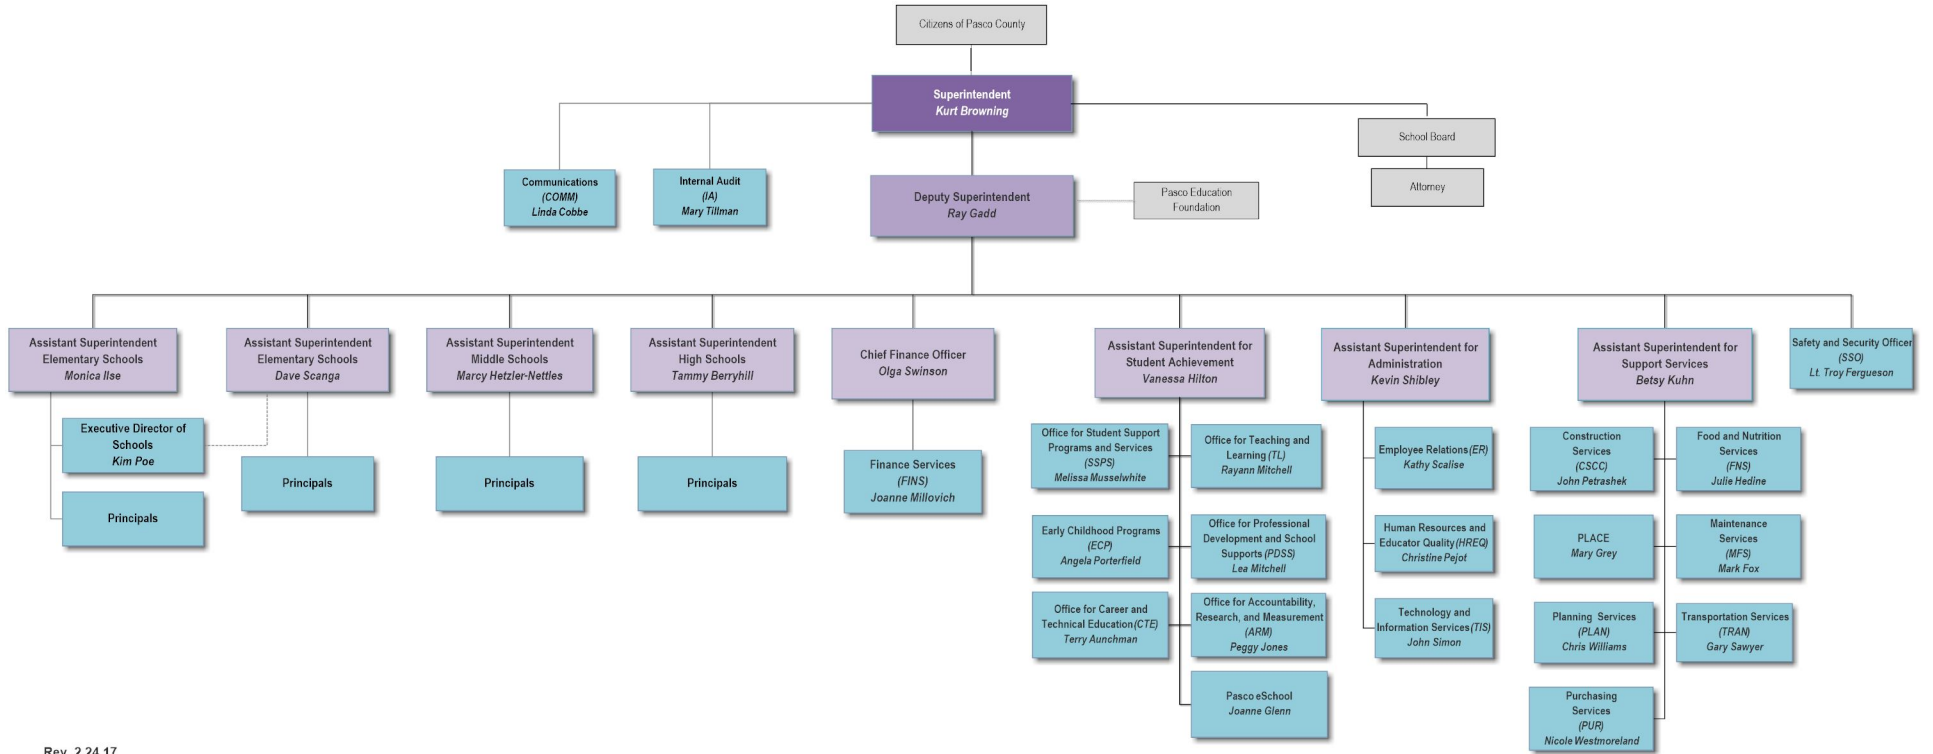 Citizens of Pasco County
Superintendent
Kurt Browning
School Board
Attorney
Communications
(COMM)
Linda Cobbe
Internal Audit
(IA)
Mary Tillman
Deputy Superintendent
Ray Gadd
Pasco Education
Foundation
Assistant Superintendent
Elementary Schools
Monica Ilse
Assistant Superintendent
Elementary Schools
Dave Scanga
Assistant Superintendent
Middle Schools
Marcy Hetzler-Nettles
Assistant Superintendent
High Schools
Tammy Berryhill
Chief Finance Officer
Olga Swinson
Assistant Superintendent for
Student Achievement
Vanessa Hilton
Assistant Superintendent for
Administration
Kevin Shibley
Assistant Superintendent for
Support Services
Betsy Kuhn
Safety and Security Officer
(SSO)
Lt. Troy Fergueson
Executive Director of
Schools
Kim Poe
Principals
Principals
Principals
Principals
Finance Services
(FINS)
Joanne Millovich
Office for Student Support
Programs and Services
(SSPS)
Melissa Musselwhite
Office for Teaching and
Learning (TL)
Rayann Mitchell
Early Childhood Programs
(ECP)
Angela Porterfield
Office for Professional
Development and School
Supports (PDSS)
Lea Mitchell
Office for Career and
Technical Education (CTE)
Terry Aunchman
Office for Accountability,
Research, and Measurement
(ARM)
Peggy Jones
Pasco eSchool
Joanne Glenn
Employee Relations (ER)
Kathy Scalise
Human Resources and
Educator Quality (HREQ)
Christine Pejot
Technology and
Information Services (TIS)
John Simon
Construction
Services
(CSCC)
John Petrashek
Food and Nutrition
Services
(FNS)
Julie Hedine
PLACE
Mary Grey
Maintenance
Services
(MFS)
Mark Fox
Planning Services
(PLAN)
Chris Williams
Transportation Services
(TRAN)
Gary Sawyer
Purchasing
Services
(PUR)
Nicole Westmoreland
Rev. 2.24.17